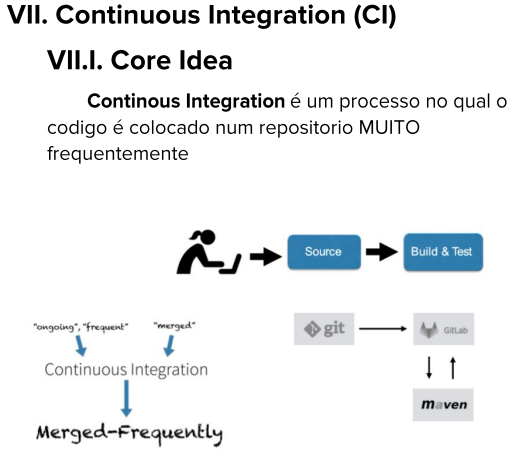 VII. Continuous Integration (CI)
VII.I. Core Idea
Continous Integration é um processo no qual o
codigo é colocado num repositorio MUITO
frequentemente
Source
Build & Test
"ongoing", "frequent"
"merged"
git
GitLab
Continuous Integration
maven
Merged-Frequently